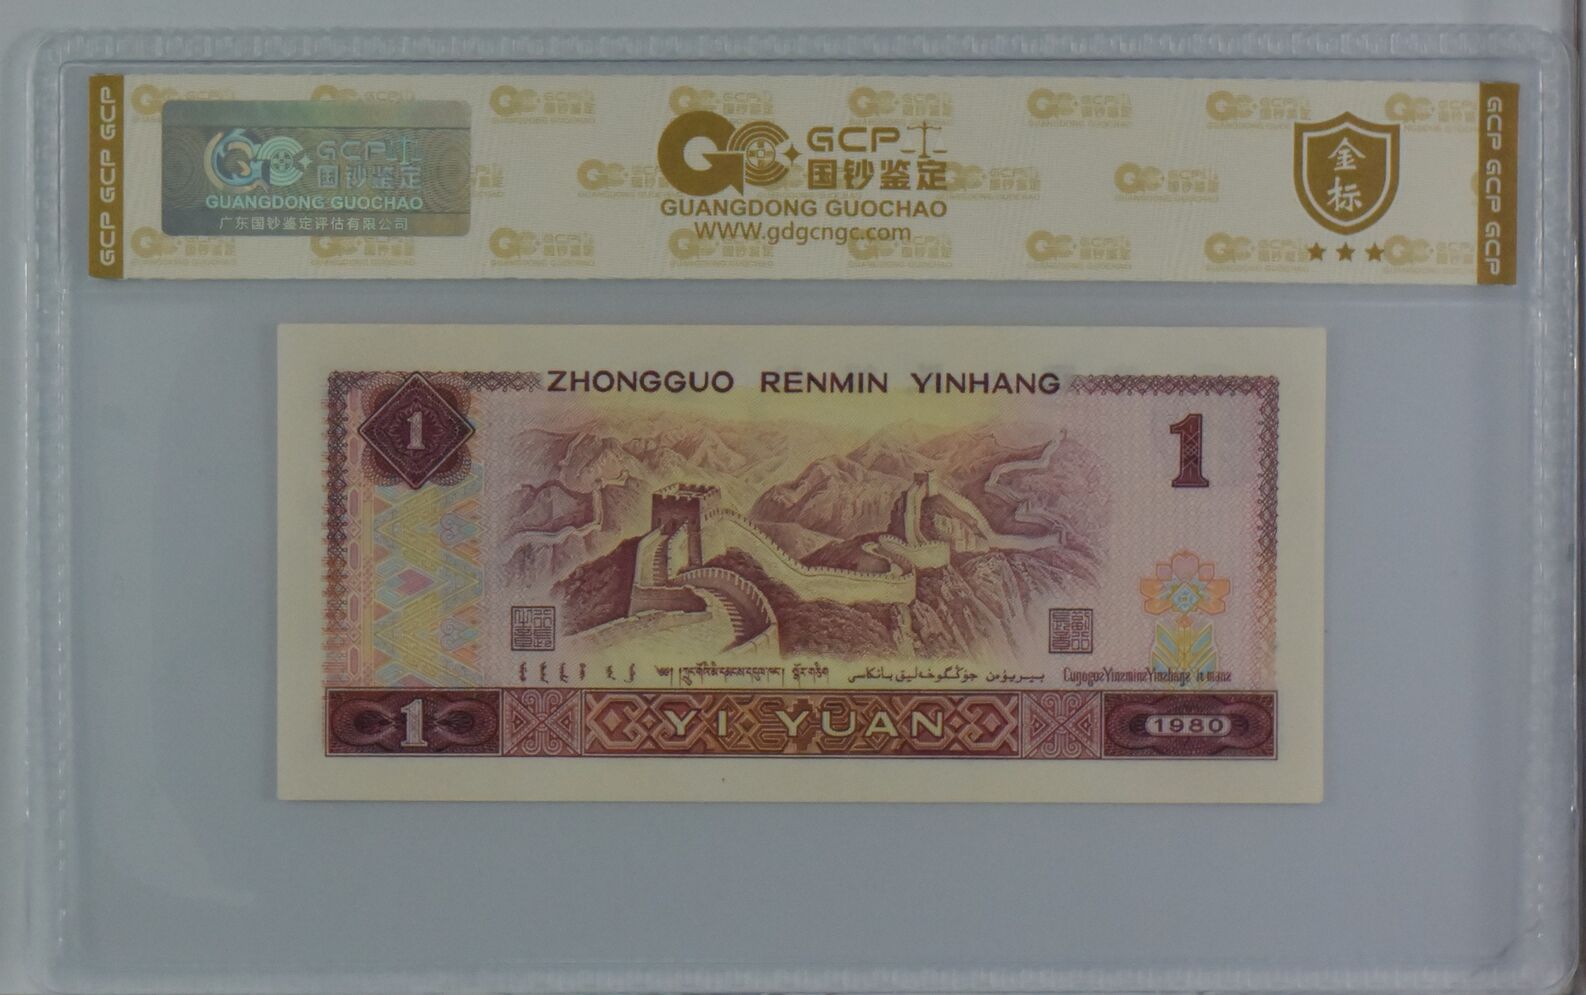 GCP GCP GCP
GCP 国钞鉴定
GUANGDONG GUOCHAO
广东国钞鉴定评估有限公司
GCP
国钞鉴定
GUANGDONG GUOCHAO
WWW.gdgcngc.com
金标
GCP GCP GCP
ZHONGGUO RENMIN YINHANG
1
1
1
YI YUAN
1980